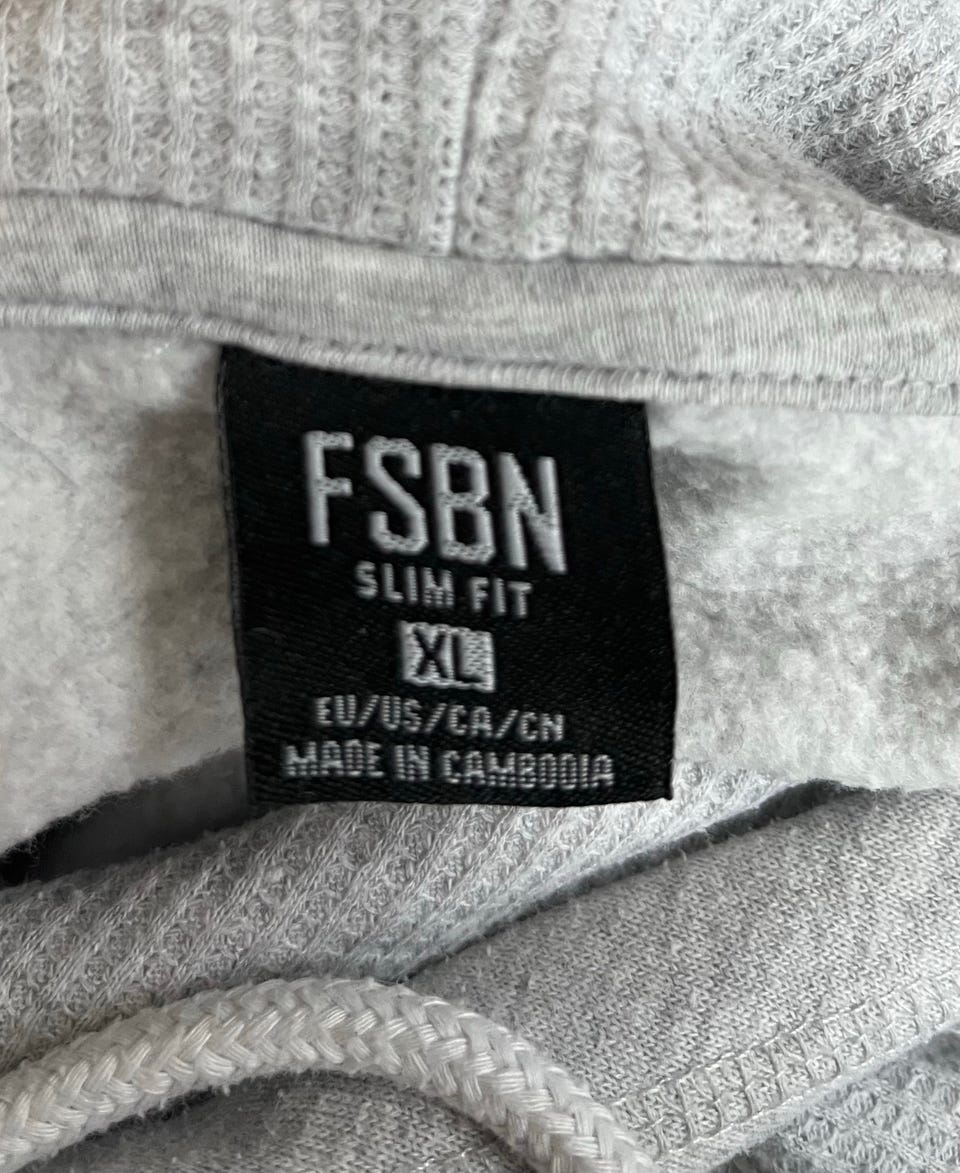 FSBN
SLIM FIT
XL
EU/US/CA/CN
MADE IN CAMBODIA